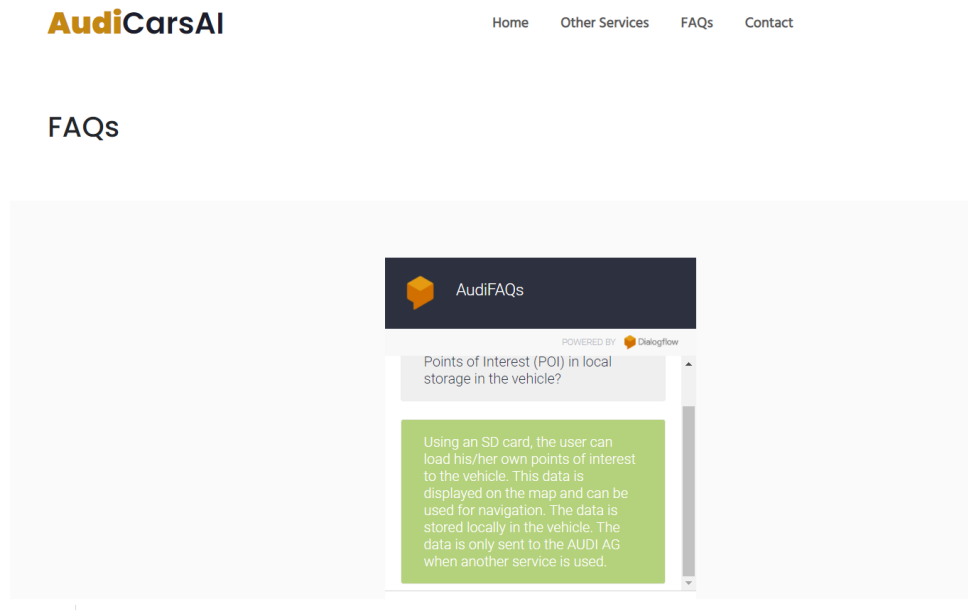 AudiCarsAI
Home Other Services FAQs Contact
FAQs
AudiFAQs
POWERED BY Dialogflow
Points of Interest (POI) in local
storage in the vehicle?
Using an SD card, the user can
load his/her own points of interest
to the vehicle. This data is
displayed on the map and can be
used for navigation. The data is
stored locally in the vehicle. The
data is only sent to the AUDI AG
when another service is used.